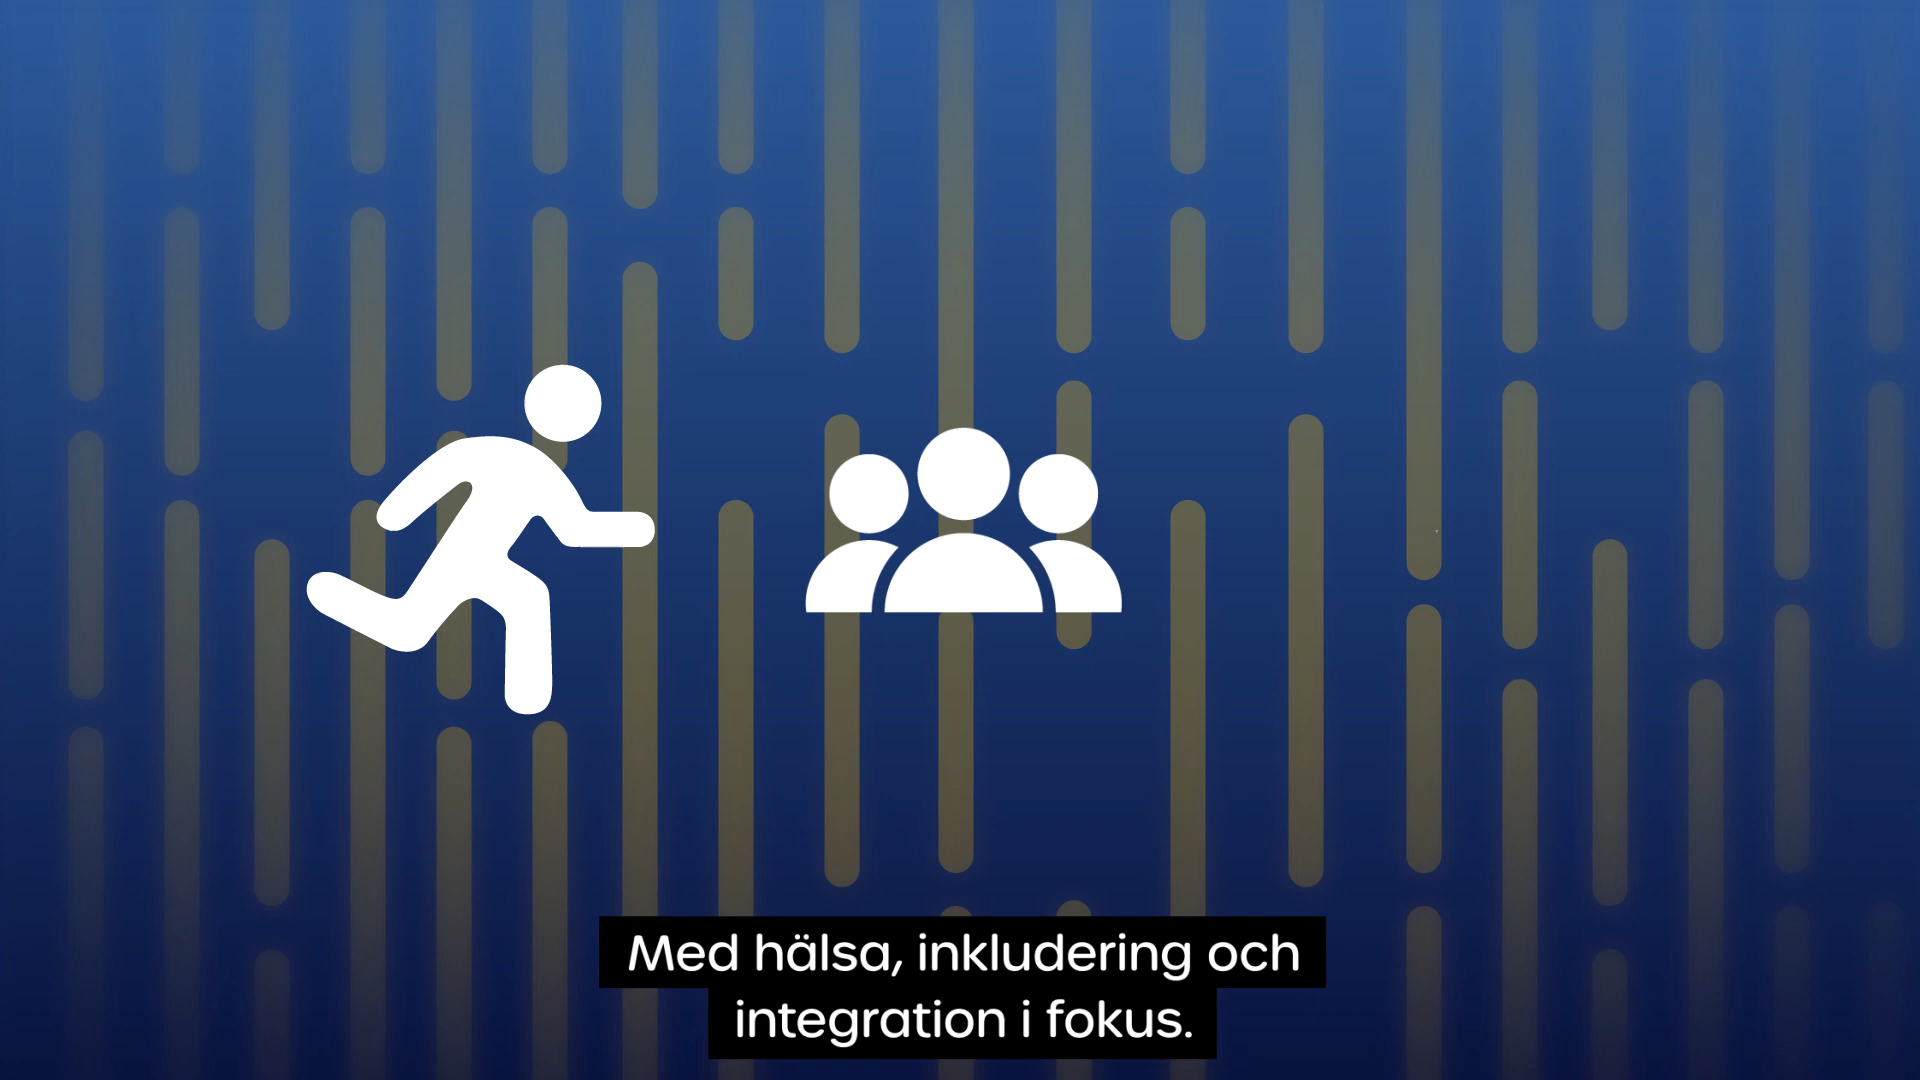 Med hälsa, inkludering och
integration i fokus.